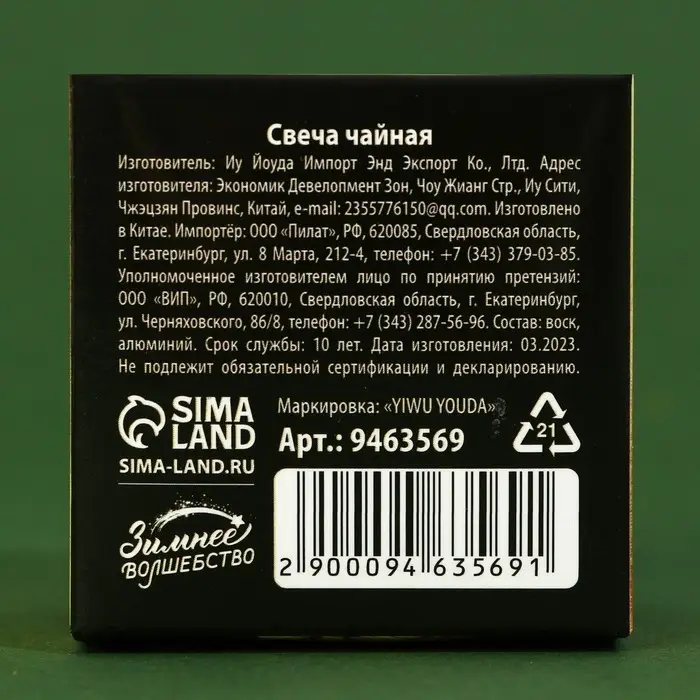 Свеча чайная
Изготовитель: Иу Йоуда Импорт Энд Экспорт Ко., Лтд. Адрес
изготовителя: Экономик Девелопмент Зон, Чоу Жианг Стр., Иу Сити,
Чжэцзян Провинс, Китай, e-mail: 2355776150@qq.com. Изготовлено
в Китае. Импортёр: ООО «Пилат», РФ, 620085, Свердловская область,
г. Екатеринбург, ул. 8 Марта, 212-4, телефон: +7 (343) 379-03-85.
Уполномоченное изготовителем лицо по принятию претензий:
ООО «ВИП», РФ, 620010, Свердловская область, г. Екатеринбург,
ул. Черняховского, 86/8, телефон: +7 (343) 287-56-96. Состав: воск,
алюминий. Срок службы: 10 лет. Дата изготовления: 03.2023.
Не подлежит обязательной сертификации и декларированию.
SIMA
LAND
SIMA-LAND.RU
Маркировка: «YIWU YOUDA»
Арт.: 9463569
21
Зимнее
ВОЛШЕБСТВО
2 900094 635691